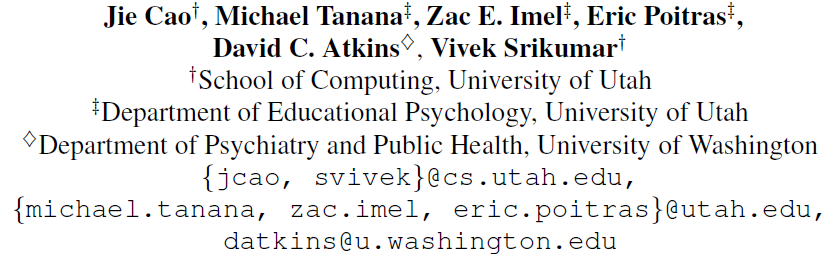 Jie Cao†, Michael Tanana‡, Zac E. Imel‡, Eric Poitras‡,
David C. Atkins♢, Vivek Srikumar†
†School of Computing, University of Utah
‡Department of Educational Psychology, University of Utah
♢Department of Psychiatry and Public Health, University of Washington
{jcao, svivek}@cs.utah.edu,
{michael.tanana, zac.imel, eric.poitras}@utah.edu,
datkins@u.washington.edu